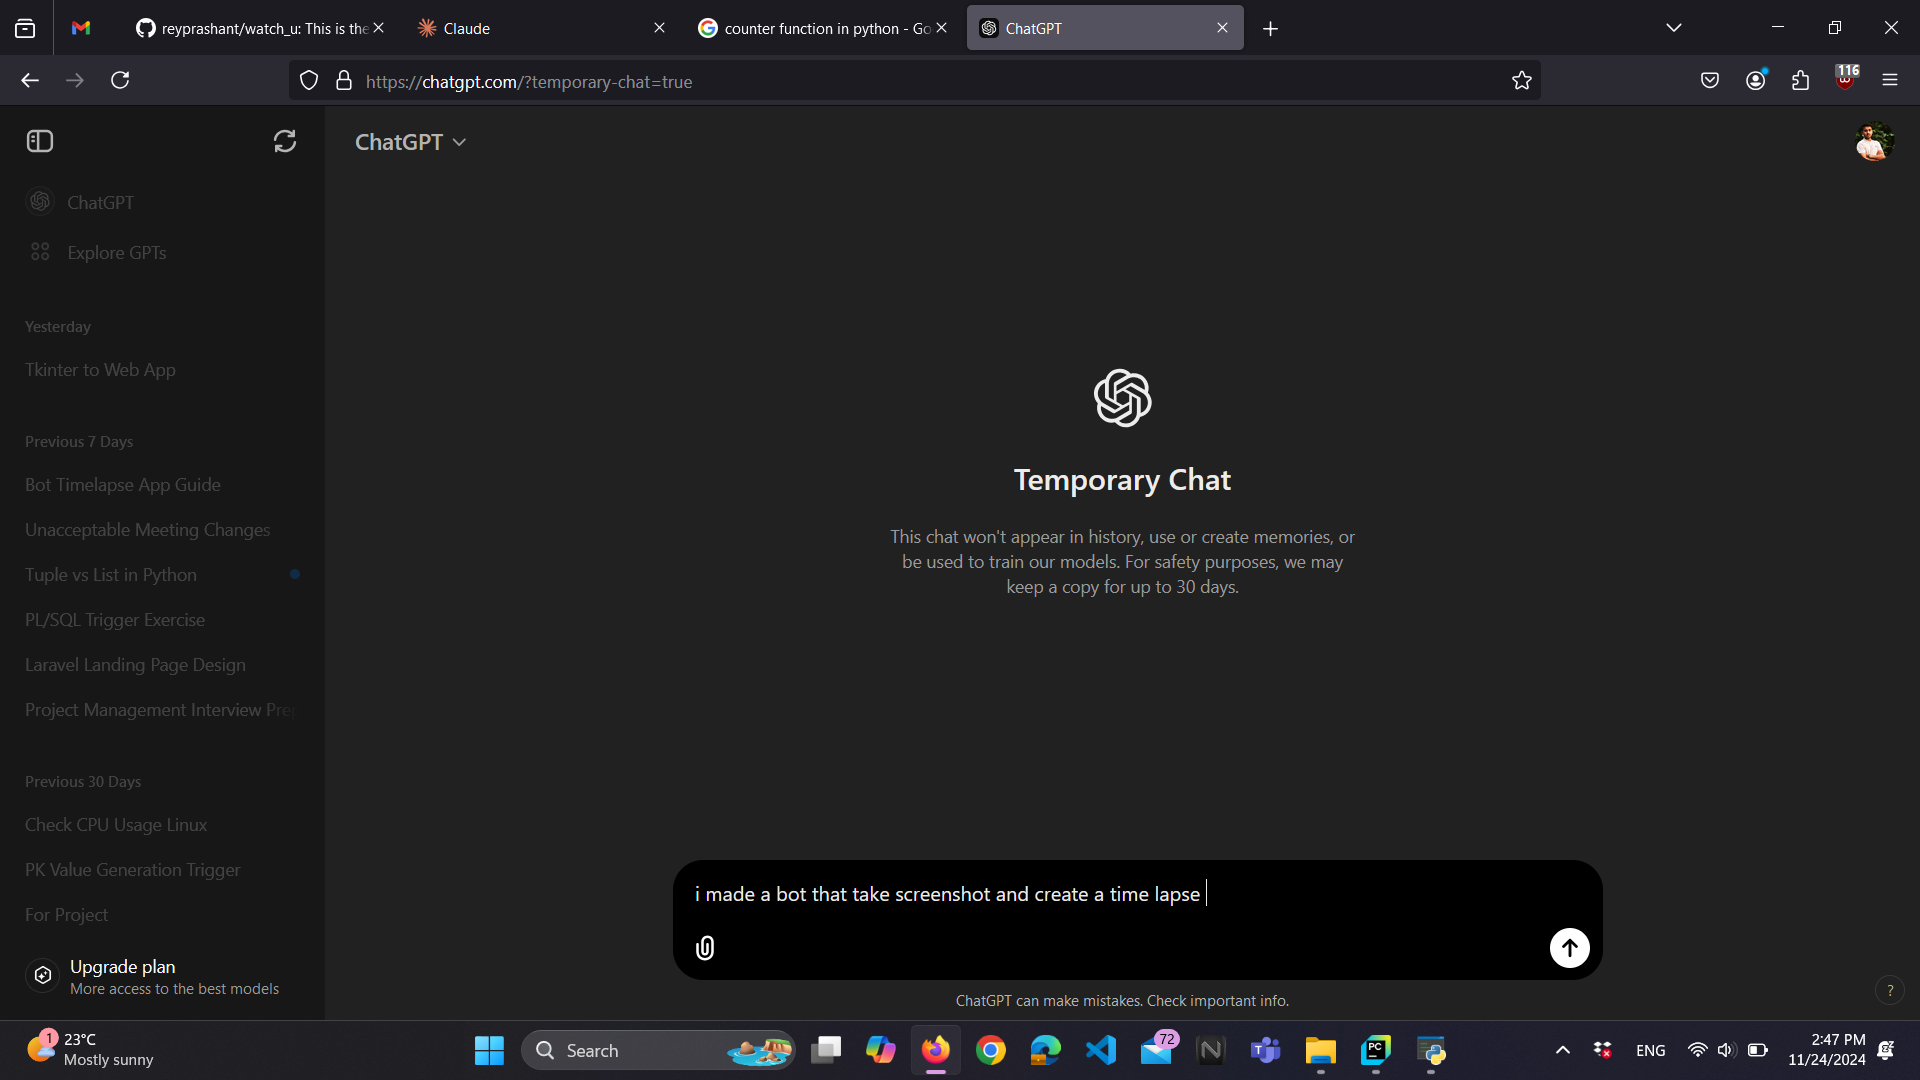 reyprashant/watch_u: This is the
Claude
counter function in python - Go
ChatGPT
https://chatgpt.com/?temporary-chat=true
116
ChatGPT
ChatGPT
Explore GPTs
Yesterday
Tkinter to Web App
Previous 7 Days
Bot Timelapse App Guide
Unacceptable Meeting Changes
Tuple vs List in Python
PL/SQL Trigger Exercise
Laravel Landing Page Design
Project Management Interview Prep
Previous 30 Days
Check CPU Usage Linux
PK Value Generation Trigger
For Project
Upgrade plan
More access to the best models
Temporary Chat
This chat won't appear in history, use or create memories, or
be used to train our models. For safety purposes, we may
keep a copy for up to 30 days.
i made a bot that take screenshot and create a time lapse
ChatGPT can make mistakes. Check important info.
?
1
23°C
Mostly sunny
Search
72
PC
ENG
2:47 PM
11/24/2024